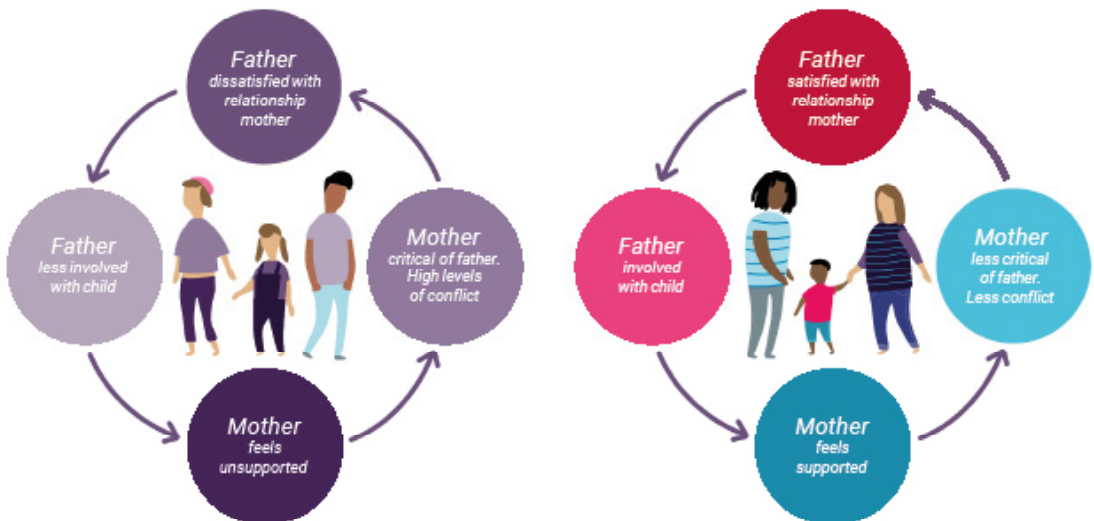 Father
dissatisfied with
relationship
mother
Father
less involved
with child
Mother
critical of father.
High levels
of conflict
Mother
feels
unsupported
Father
satisfied with
relationship
mother
Father
involved
with child
Mother
less critical
of father.
Less conflict
Mother
feels
supported